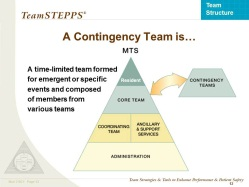 Team
Structure
TeamSTEPPS®
A Contingency Team is...
MTS
A time-limited team formed
for emergent or specific
events and composed
of members from
various teams
Resident
CONTINGENCY
TEAMS
CORE TEAM
COORDINATING
TEAM
ANCILLARY
& SUPPORT
SERVICES
ADMINISTRATION
Team Strategies & Tools to Enhance Performance & Patient Safety